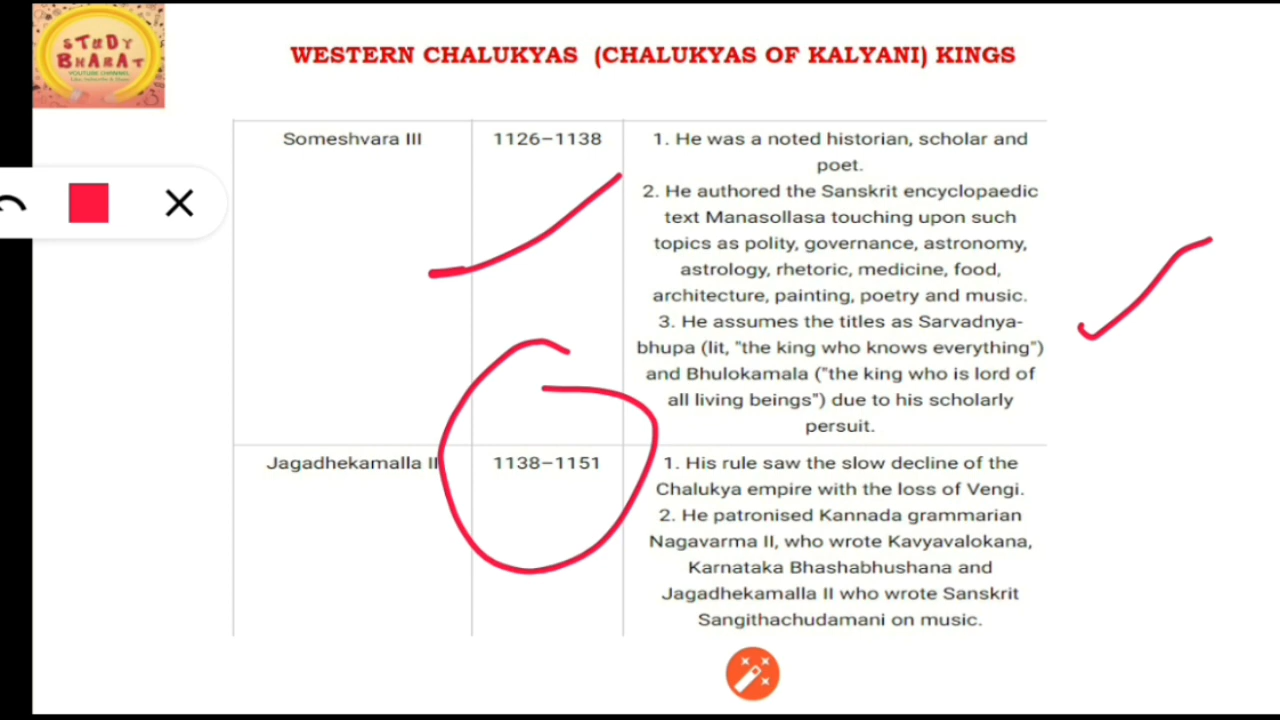 STUDY
BHARAT
YOUTUBE CHANNEL
Like, Subscribe & Share
WESTERN CHALUKYAS (CHALUKYAS OF KALYANI) KINGS
Someshvara III 1126–1138 1. He was a noted historian, scholar and
poet.
2. He authored the Sanskrit encyclopaedic
text Manasollasa touching upon such
topics as polity, governance, astronomy,
astrology, rhetoric, medicine, food,
architecture, painting, poetry and music.
3. He assumes the titles as Sarvadnya-
bhupa (lit, "the king who knows everything")
and Bhulokamala ("the king who is lord of
all living beings") due to his scholarly
persuit.
Jagadhekamalla II 1138–1151 1. His rule saw the slow decline of the
Chalukya empire with the loss of Vengi.
2. He patronised Kannada grammarian
Nagavarma II, who wrote Kavyavalokana,
Karnataka Bhashabhushana and
Jagadhekamalla II who wrote Sanskrit
Sangithachudamani on music.